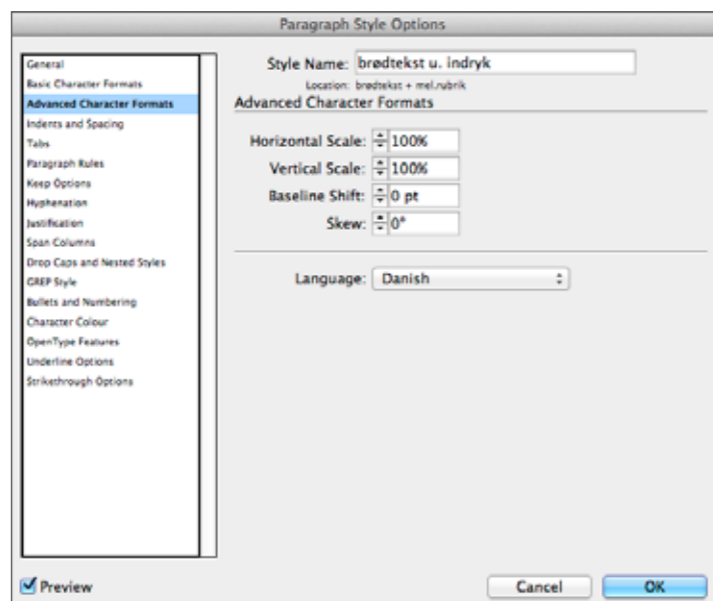 Paragraph Style Options
General
Basic Character Formats
Advanced Character Formats
Indents and Spacing
Tabs
Paragraph Rules
Keep Options
Hyphenation
Justification
Span Columns
Drop Caps and Nested Styles
GREP Style
Bullets and Numbering
Character Colour
OpenType Features
Underline Options
Strikethrough Options
Style Name: brødtekst u. indryk
Location: brødtekst + mel.rubrik
Advanced Character Formats
Horizontal Scale: 100%
Vertical Scale: 100%
Baseline Shift: 0 pt
Skew: 0°
Language: Danish
Preview
Cancel
OK